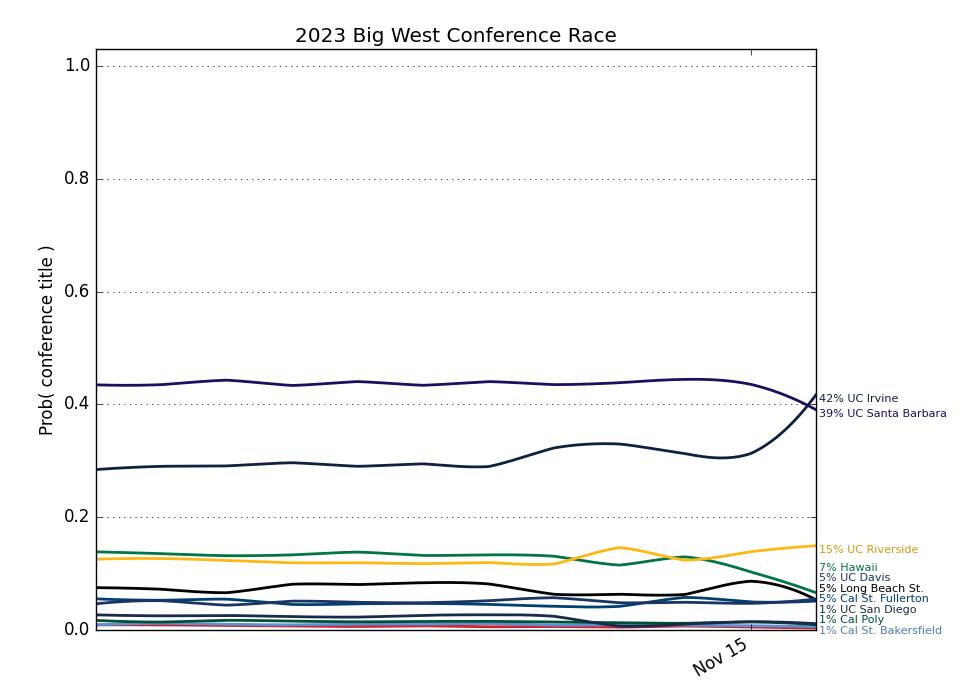 2023 Big West Conference Race
Prob( conference title )
1.0
0.8
0.6
0.4
0.2
0.0
Nov 15
42% UC Irvine
39% UC Santa Barbara
15% UC Riverside
7% Hawaii
5% UC Davis
5% Long Beach St.
5% Cal St. Fullerton
1% UC San Diego
1% Cal Poly
1% Cal St. Bakersfield